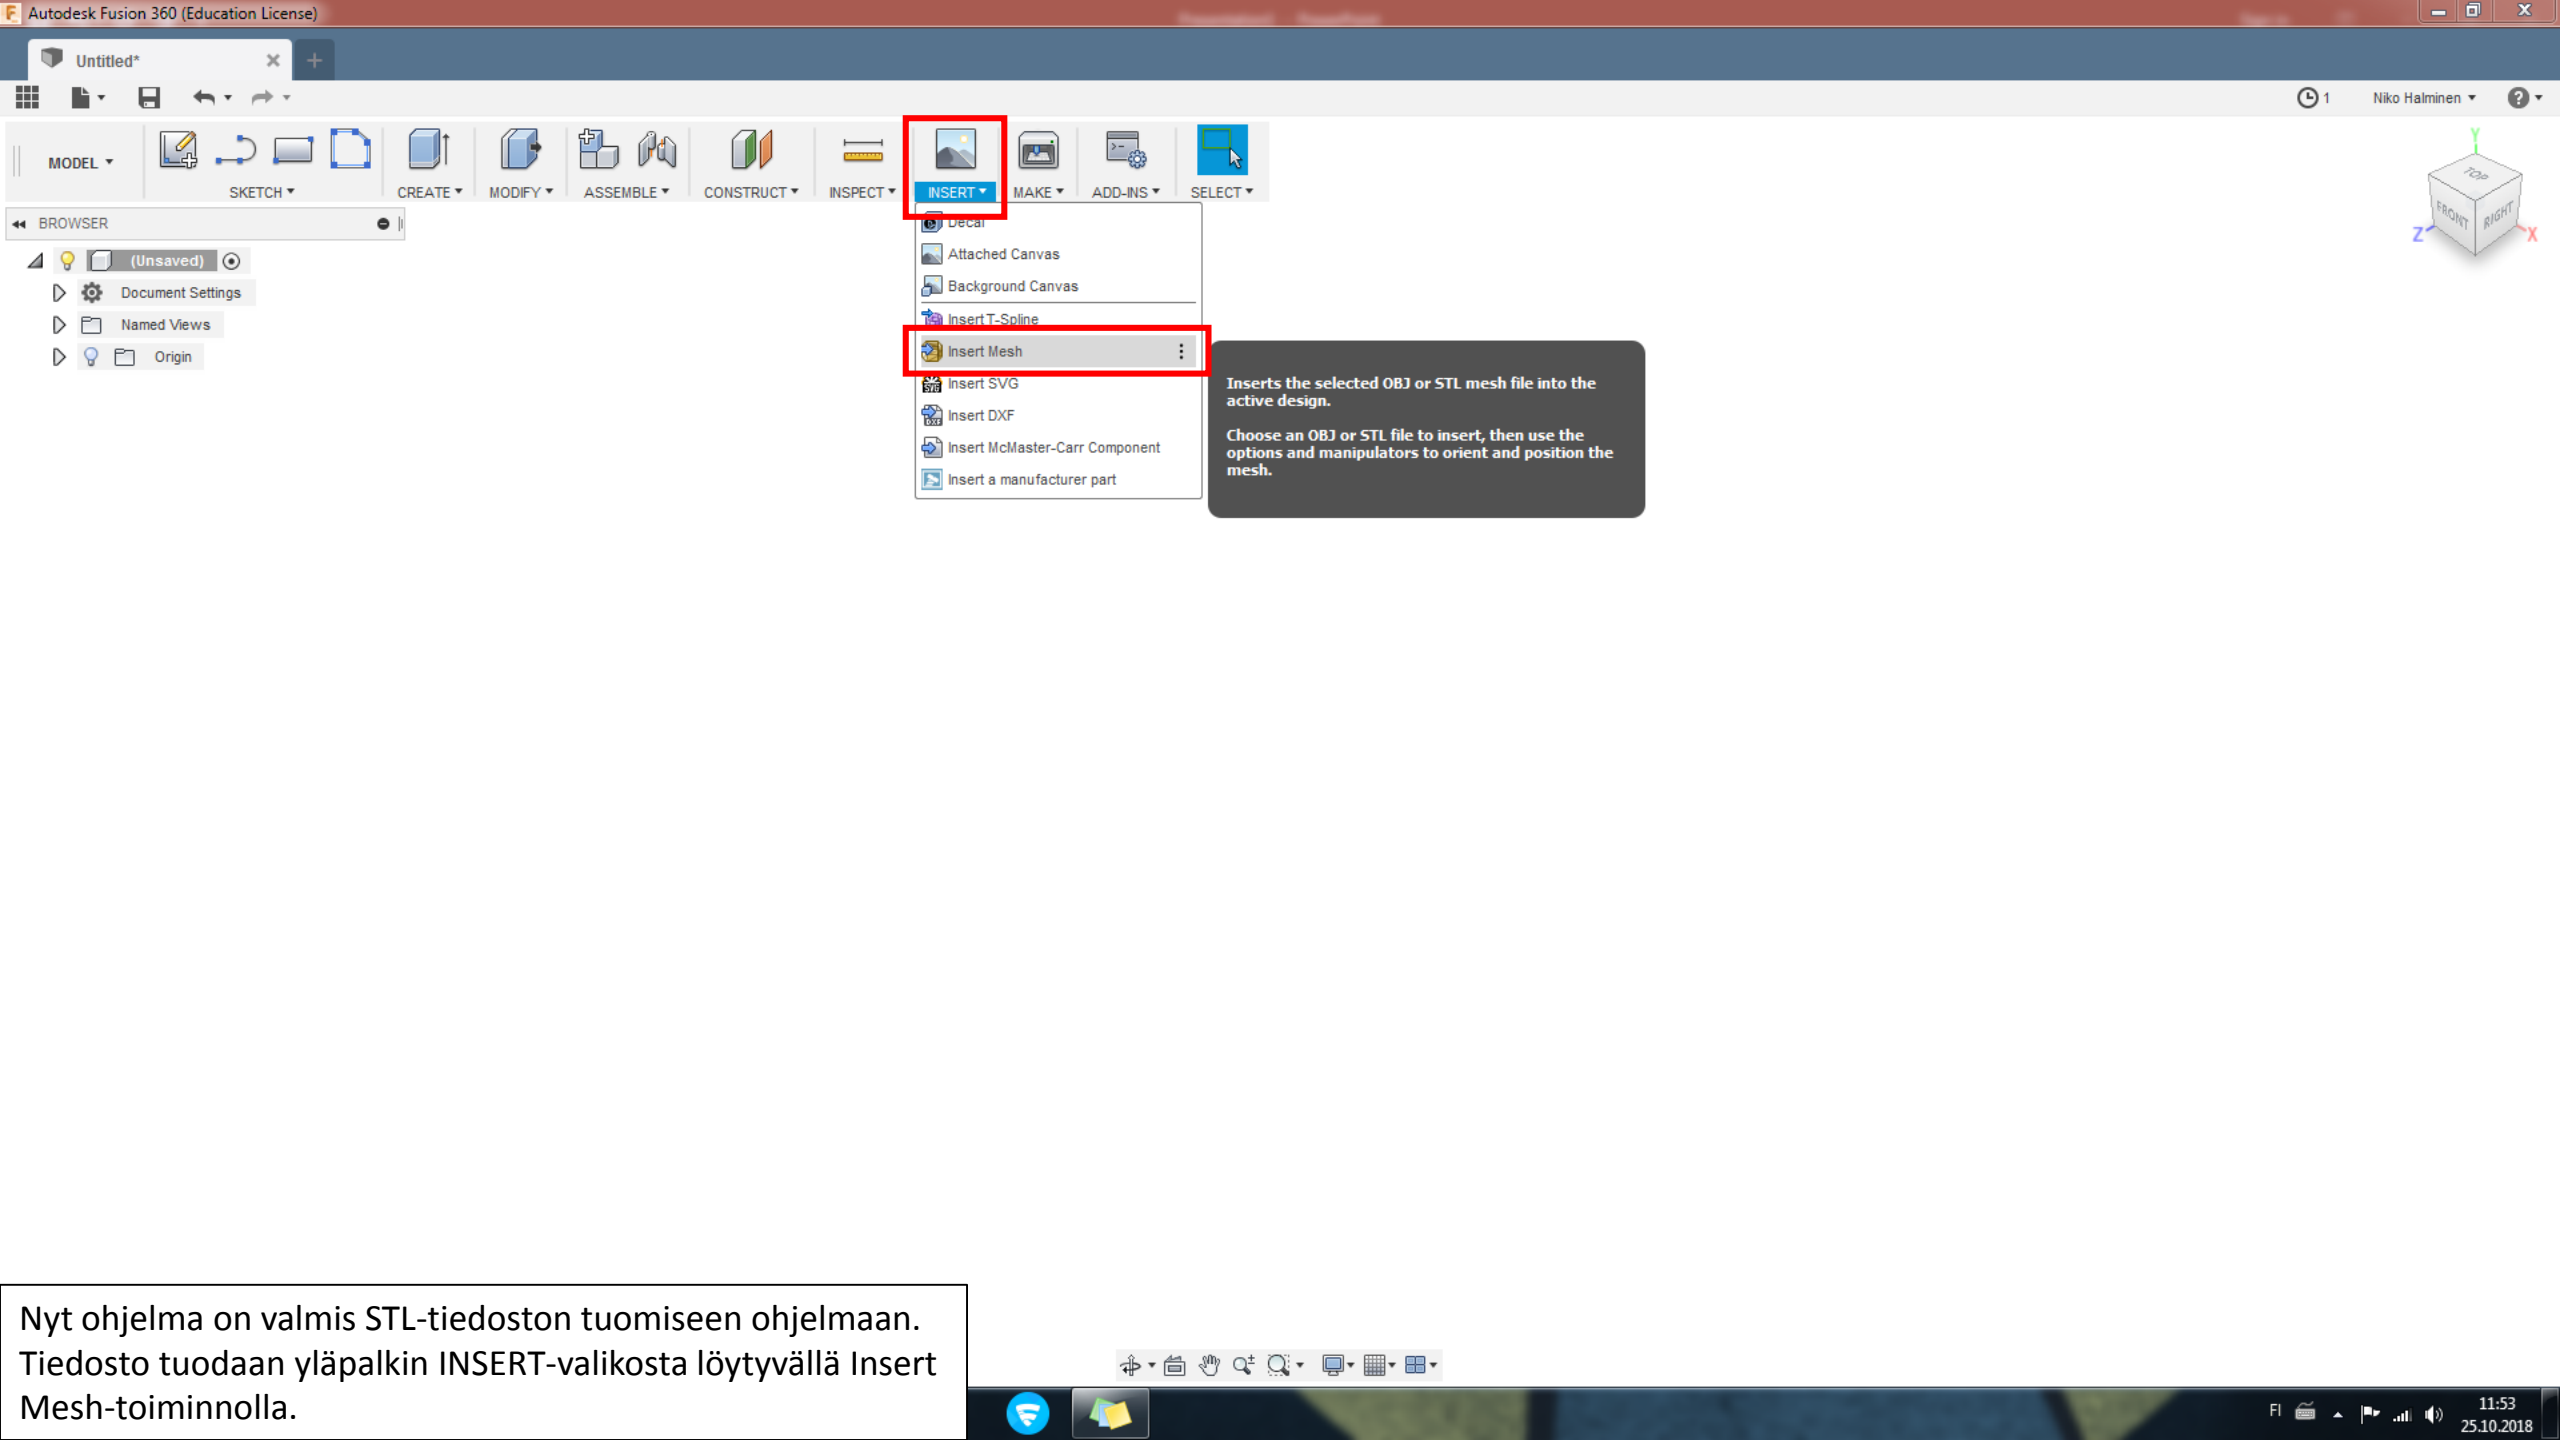 Autodesk Fusion 360 (Education License)
Untitled*
1 Niko Halminen
MODEL
SKETCH CREATE MODIFY ASSEMBLE CONSTRUCT INSPECT INSERT MAKE ADD-INS SELECT
TOP
FRONT RIGHT
Y
Z
X
BROWSER
(Unsaved)
Document Settings
Named Views
Origin
Decal
Attached Canvas
Background Canvas
Insert T-Spline
Insert Mesh
Insert SVG
Insert DXF
Insert McMaster-Carr Component
Insert a manufacturer part
Inserts the selected OBJ or STL mesh file into the
active design.
Choose an OBJ or STL file to insert, then use the
options and manipulators to orient and position the
mesh.
Nyt ohjelma on valmis STL-tiedoston tuomiseen ohjelmaan.
Tiedosto tuodaan yläpalkin INSERT-valikosta löytyvällä Insert
Mesh-toiminnolla.
FI
11:53
25.10.2018